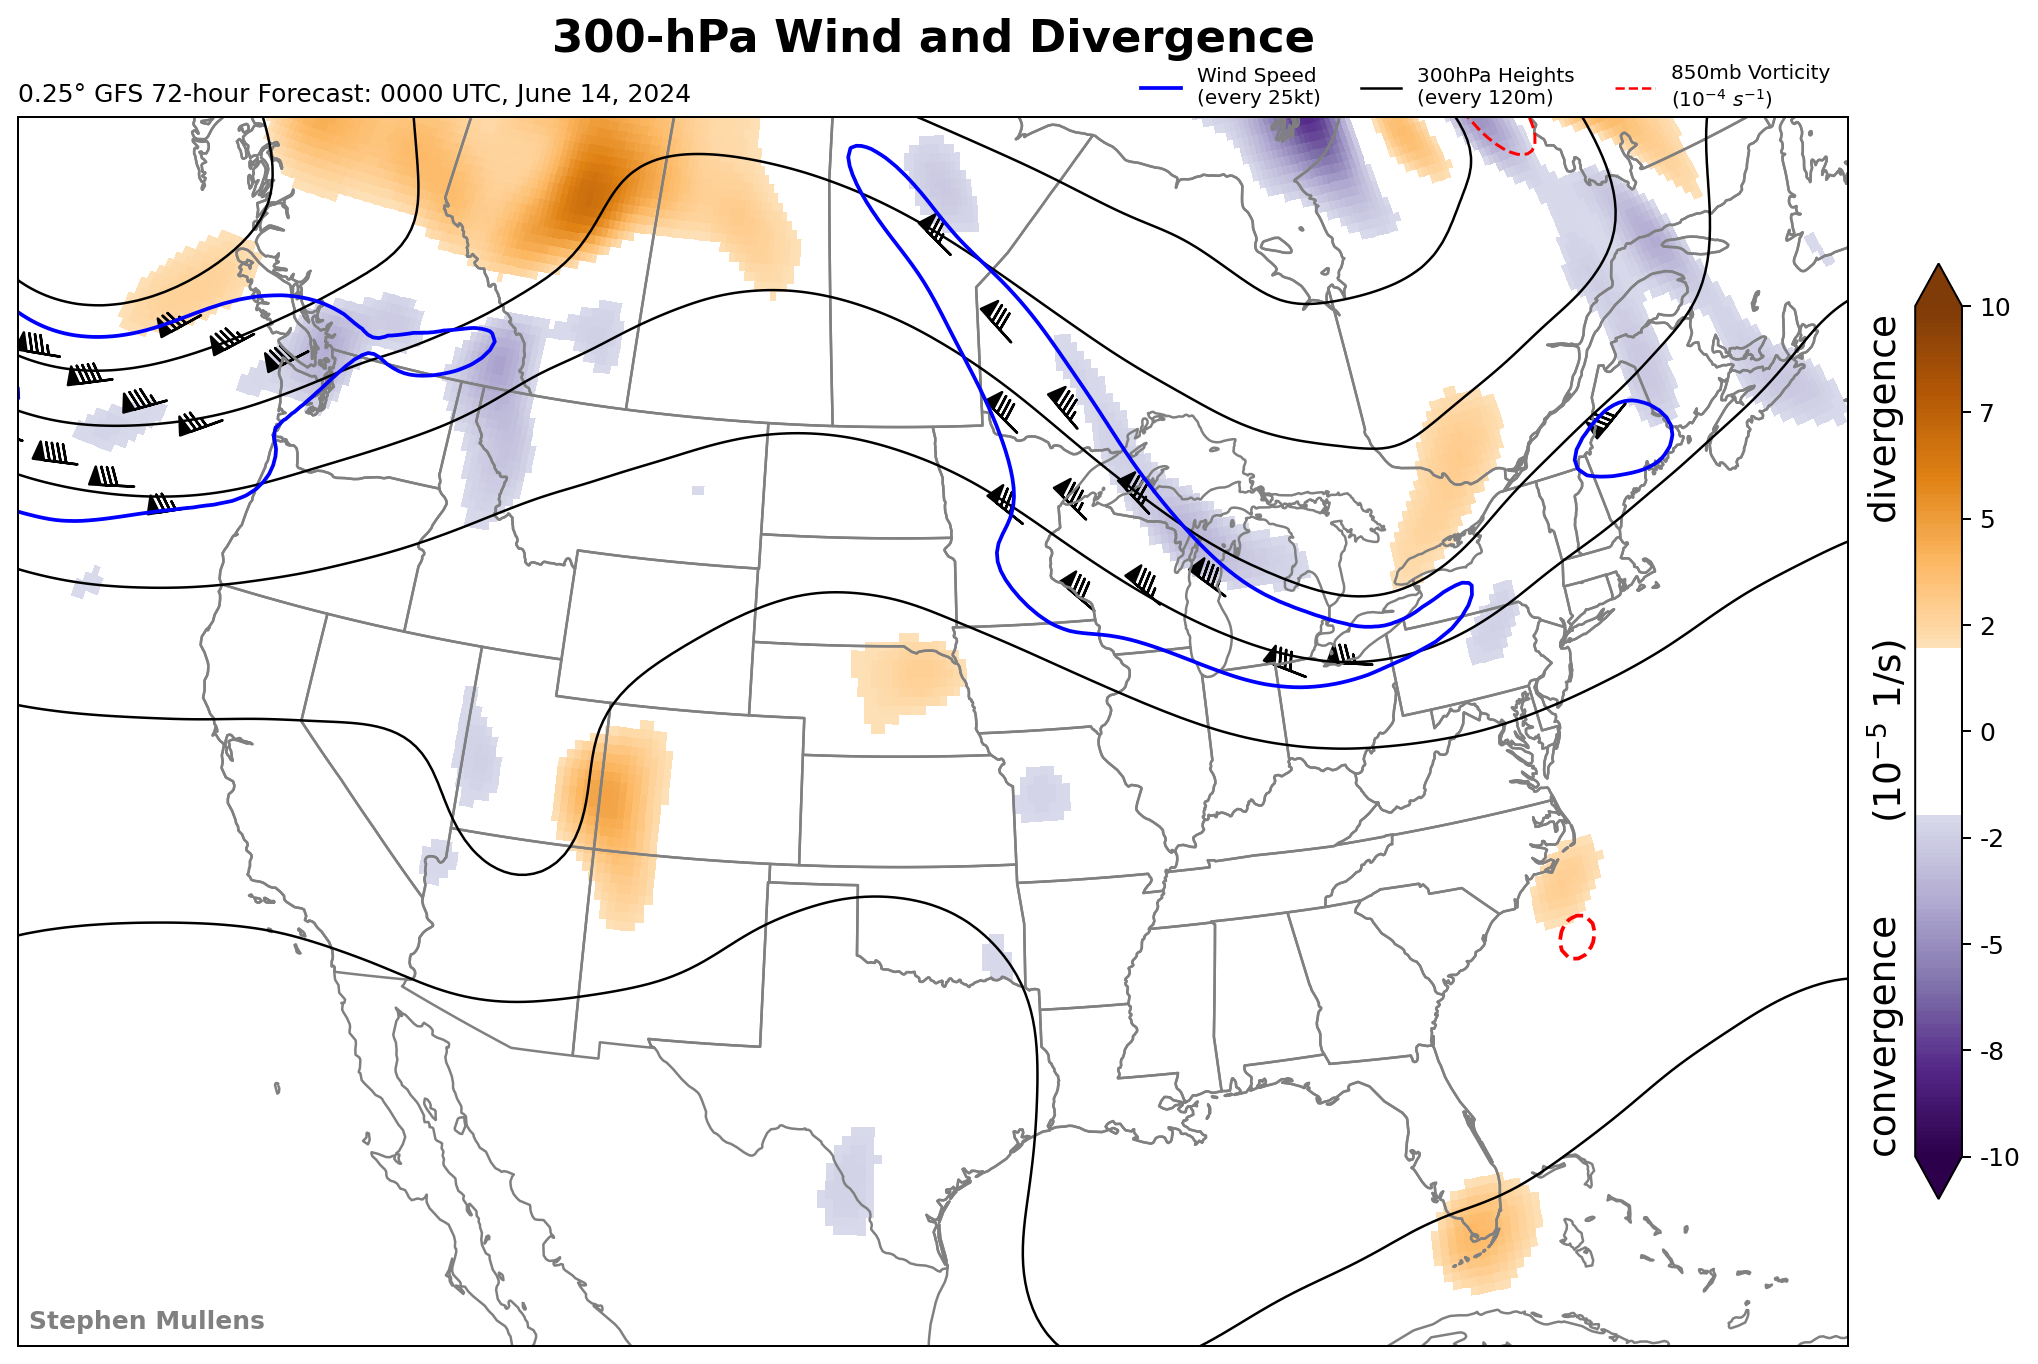 300-hPa Wind and Divergence
0.25° GFS 72-hour Forecast: 0000 UTC, June 14, 2024
Wind Speed
(every 25kt)
300hPa Heights
(every 120m)
850mb Vorticity
(10⁻⁴ s⁻¹)
10
7
5
2
0
-2
-5
-8
-10
convergence (10⁻⁵ 1/s) divergence
Stephen Mullens